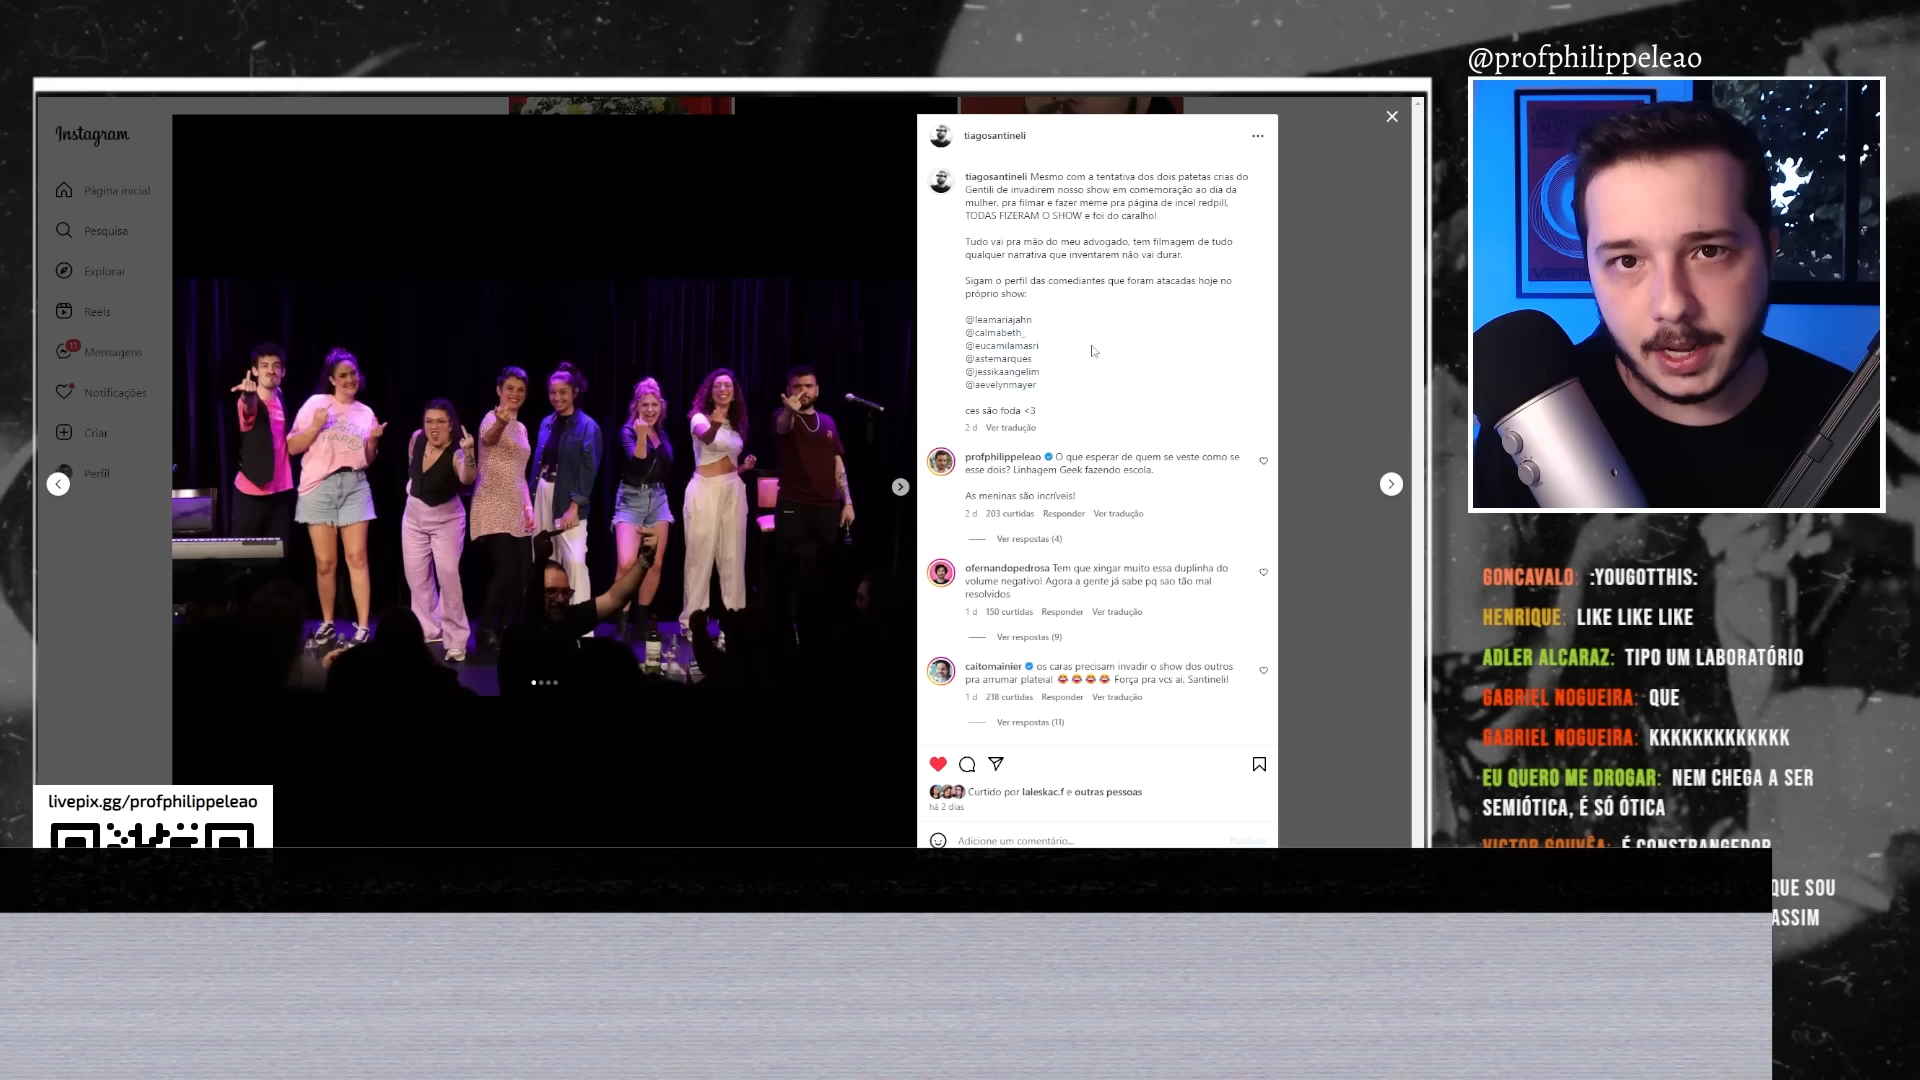 @profphilippeleao
Instagram
Página inicial
Pesquisa
Explorar
Reels
11
Mensagens
Notificações
Criar
Perfil
tiagosantineli
tiagosantineli Mesmo com a tentativa dos dois patetas crias do
Gentili de invadirem nosso show em comemoração ao dia da
mulher, pra filmar e fazer meme pra página de incel redpill,
TODAS FIZERAM O SHOW e foi do caralho!
Tudo vai pra mão do meu advogado, tem filmagem de tudo
qualquer narrativa que inventarem não vai durar.
Sigam o perfil das comediantes que foram atacadas hoje no
próprio show:
@leamariajahn
@calmabeth_
@eucamilamasri
@astemarques
@jessikaangelim
@aevelynmayer
ces são foda <3
2 d Ver tradução
profphilippeleao O que esperar de quem se veste como se
esse dois? Linhagem Geek fazendo escola.
As meninas são incríveis!
2 d 203 curtidas Responder Ver tradução
Ver respostas (4)
ofernandopedrosa Tem que xingar muito essa duplinha do
volume negativo! Agora a gente já sabe pq sao tão mal
resolvidos
1 d 150 curtidas Responder Ver tradução
Ver respostas (9)
caitomainier os caras precisam invadir o show dos outros
pra arrumar plateia! 😂😂😂😂 Força pra vcs ai, Santineli!
1 d 218 curtidas Responder Ver tradução
Ver respostas (11)
Curtido por laleskac.f e outras pessoas
há 2 dias
Adicione um comentário...
Publicar
livepix.gg/profphilippeleao
GONCAVALO: :YOUGOTTHIS:
HENRIQUE: LIKE LIKE LIKE
ADLER ALCARAZ: TIPO UM LABORATÓRIO
GABRIEL NOGUEIRA: QUE
GABRIEL NOGUEIRA: KKKKKKKKKKKKK
EU QUERO ME DROGAR: NEM CHEGA A SER
SEMIÓTICA, É SÓ ÓTICA
VICTOR GOUVÊA: É CONSTRANGEDOR
QUE SOU
ASSIM